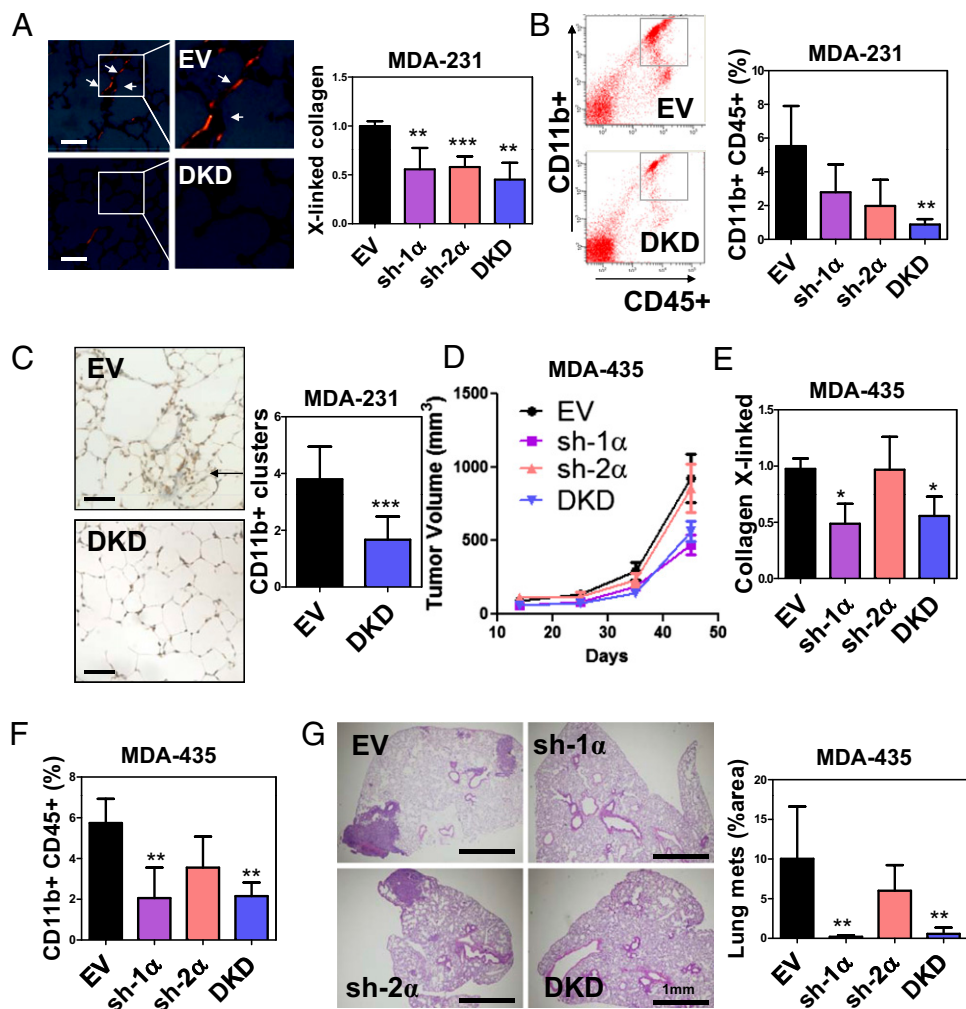 A
EV
DKD
MDA-231
X-linked collagen
1.5
1.0
0.5
0.0
**
***
**
EV
sh-1α
sh-2α
DKD
B
CD11b+
EV
DKD
CD45+
MDA-231
CD11b+ CD45+ (%)
10
8
6
4
2
0
**
EV
sh-1α
sh-2α
DKD
C
EV
DKD
MDA-231
CD11b+ clusters
6
4
2
0
***
EV
DKD
D
MDA-435
Tumor Volume (mm³)
1500
1000
500
0
EV
sh-1α
sh-2α
DKD
10
20
30
40
50
Days
E
MDA-435
Collagen X-linked
1.5
1.0
0.5
0.0
*
*
EV
sh-1α
sh-2α
DKD
F
MDA-435
CD11b+ CD45+ (%)
8
6
4
2
0
**
**
EV
sh-1α
sh-2α
DKD
G
EV
sh-1α
sh-2α
DKD
1mm
MDA-435
Lung mets (%area)
20
15
10
5
0
**
**
EV
sh-1α
sh-2α
DKD